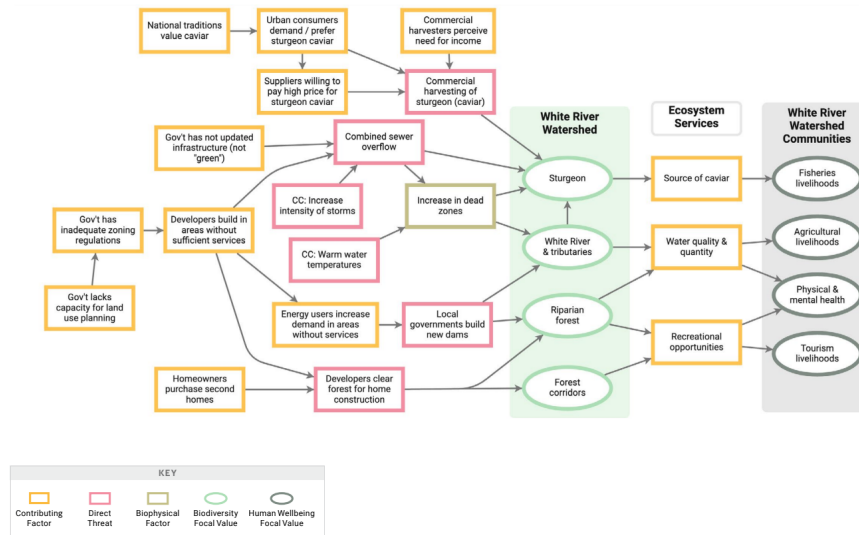 National traditions
value caviar
Urban consumers
demand / prefer
sturgeon caviar
Commercial
harvesters perceive
need for income
Suppliers willing to
pay high price for
sturgeon caviar
Commercial
harvesting of
sturgeon (caviar)
White River
Watershed
Ecosystem
Services
White River
Watershed
Communities
Gov't has not updated
infrastructure (not
"green")
Combined sewer
overflow
CC: Increase
intensity of storms
Increase in dead
zones
Sturgeon
Source of caviar
Fisheries
livelihoods
Gov't has
inadequate zoning
regulations
Developers build in
areas without
sufficient services
CC: Warm water
temperatures
White River
& tributaries
Water quality &
quantity
Agricultural
livelihoods
Gov't lacks
capacity for land
use planning
Energy users increase
demand in areas
without services
Local
governments build
new dams
Riparian
forest
Recreational
opportunities
Physical &
mental health
Tourism
livelihoods
Homeowners
purchase second
homes
Developers clear
forest for home
construction
Forest
corridors
KEY
Contributing
Factor
Direct
Threat
Biophysical
Factor
Biodiversity
Focal Value
Human Wellbeing
Focal Value